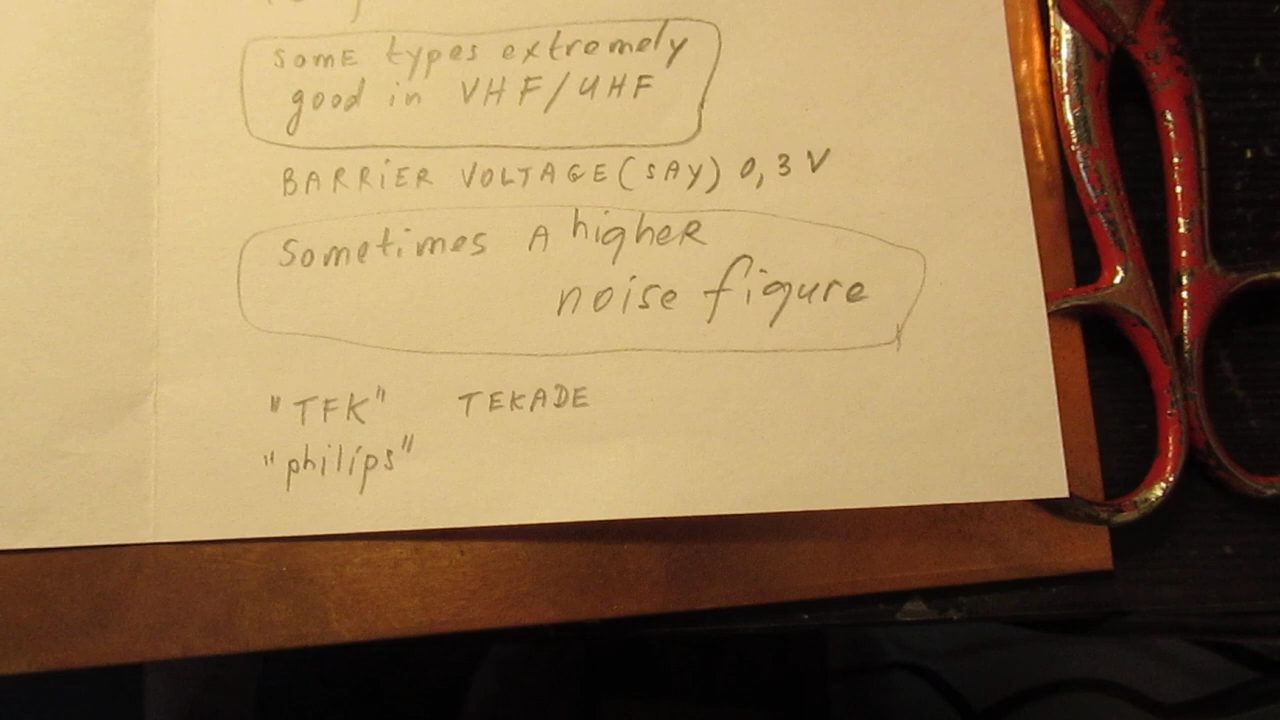 SOME types extremely
good in VHF/UHF
BARRiER VOLTAGE (SAY) 0,3 V
Sometimes A higheR
noise figure
"TFK" TEKADE
"philips"